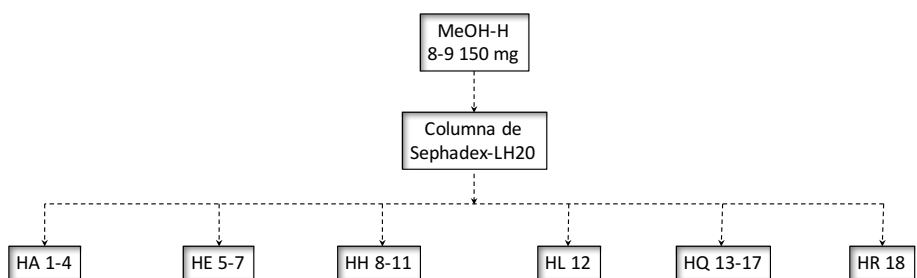 MeOH-H
8-9 150 mg
Columna de
Sephadex-LH20
HA 1-4
HE 5-7
HH 8-11
HL 12
HQ 13-17
HR 18